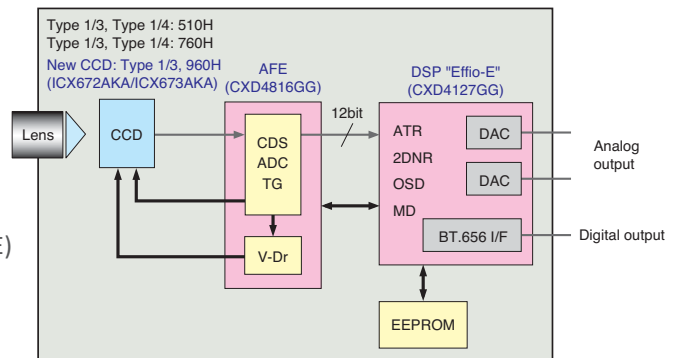 Type 1/3, Type 1/4: 510H
Type 1/3, Type 1/4: 760H
New CCD: Type 1/3, 960H
(ICX672AKA/ICX673AKA)
AFE
(CXD4816GG)
DSP "Effio-E"
(CXD4127GG)
Lens
CCD
CDS
ADC
TG
V-Dr
12bit
ATR
2DNR
OSD
MD
DAC
DAC
BT.656 I/F
EEPROM
Analog
output
Digital output
E)